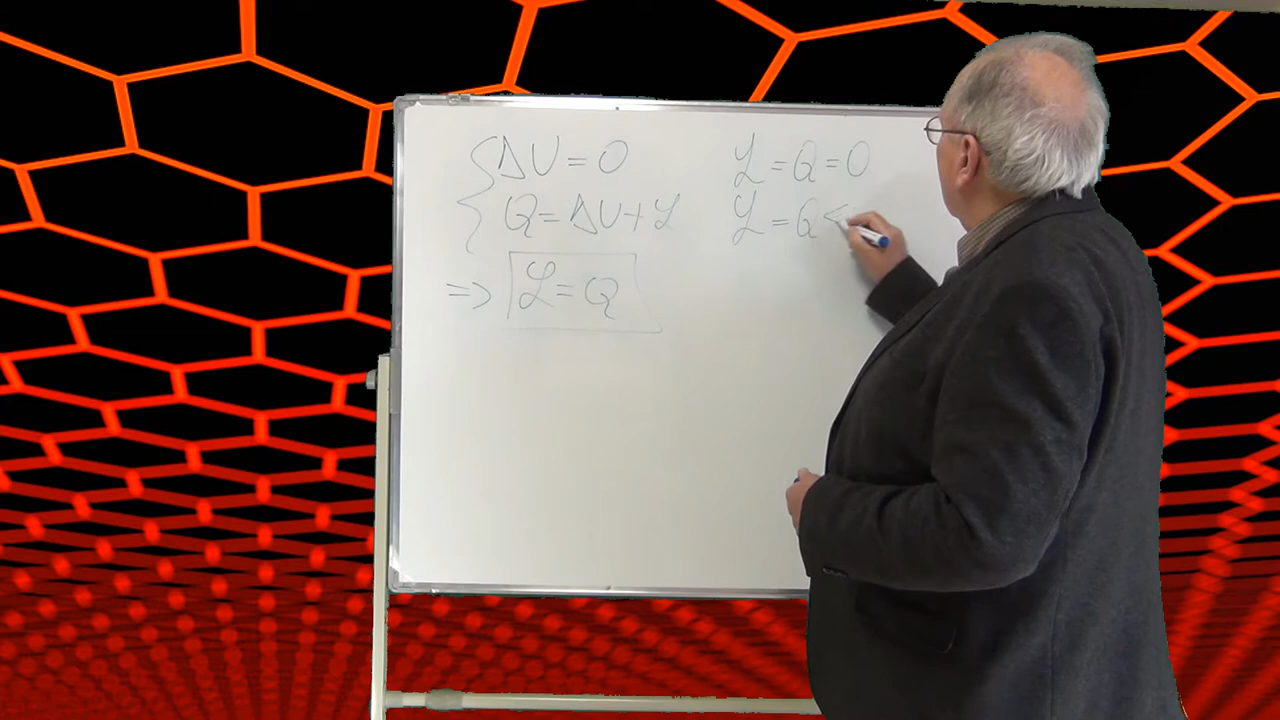 { ΔU = 0
Q = ΔU + ℒ
=> ℒ = Q
ℒ = Q = 0
ℒ = Q <